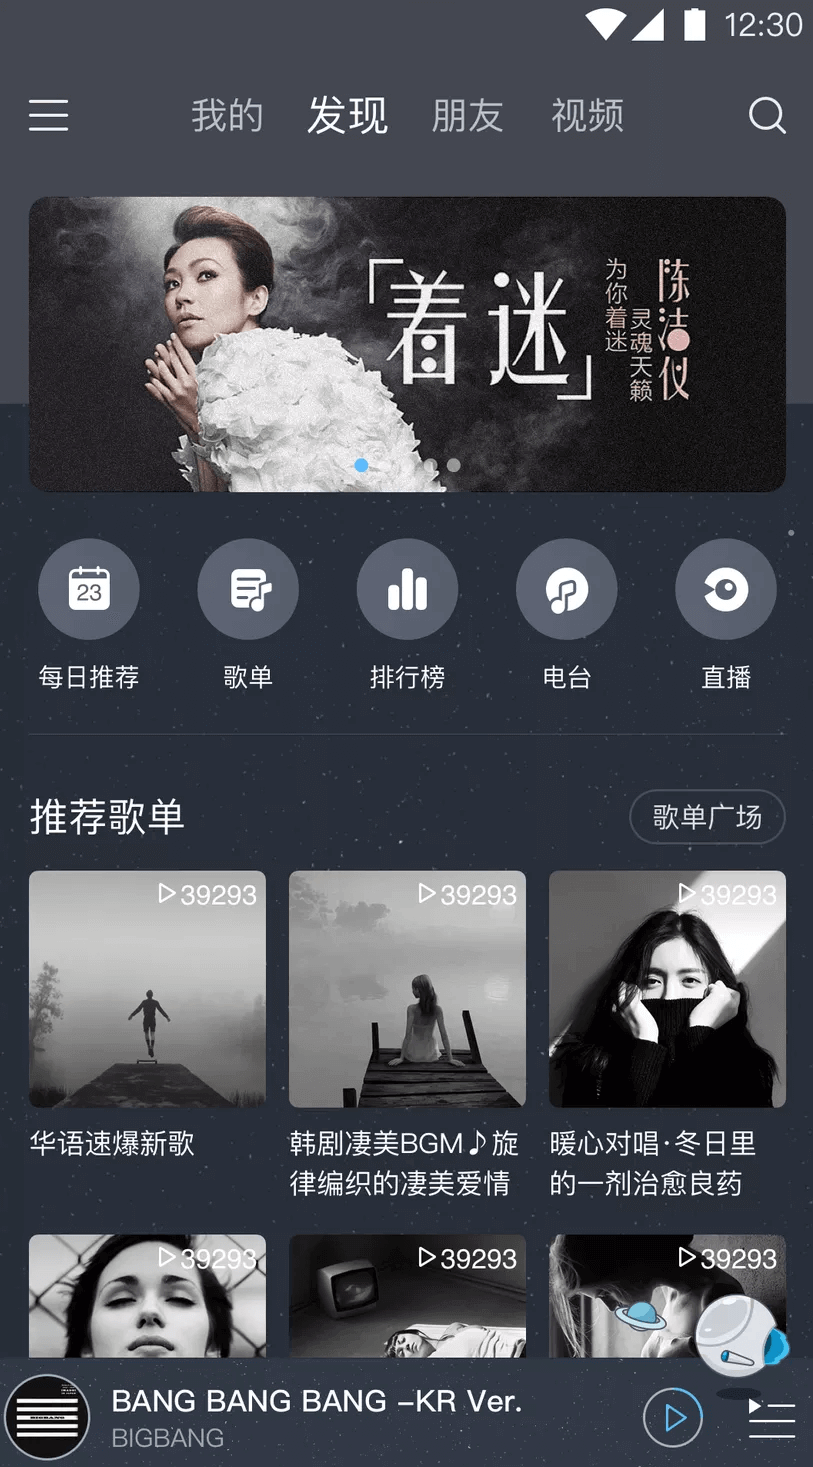 12:30
我的 发现 朋友 视频
「着迷」
为你着迷
灵魂天籁
陈洁仪
23
每日推荐 歌单 排行榜 电台 直播
推荐歌单 歌单广场
39293 39293 39293
华语速爆新歌
韩剧凄美BGM♪旋
律编织的凄美爱情
暖心对唱·冬日里
的一剂治愈良药
39293 39293 39293
BANG BANG BANG –KR Ver.
BIGBANG